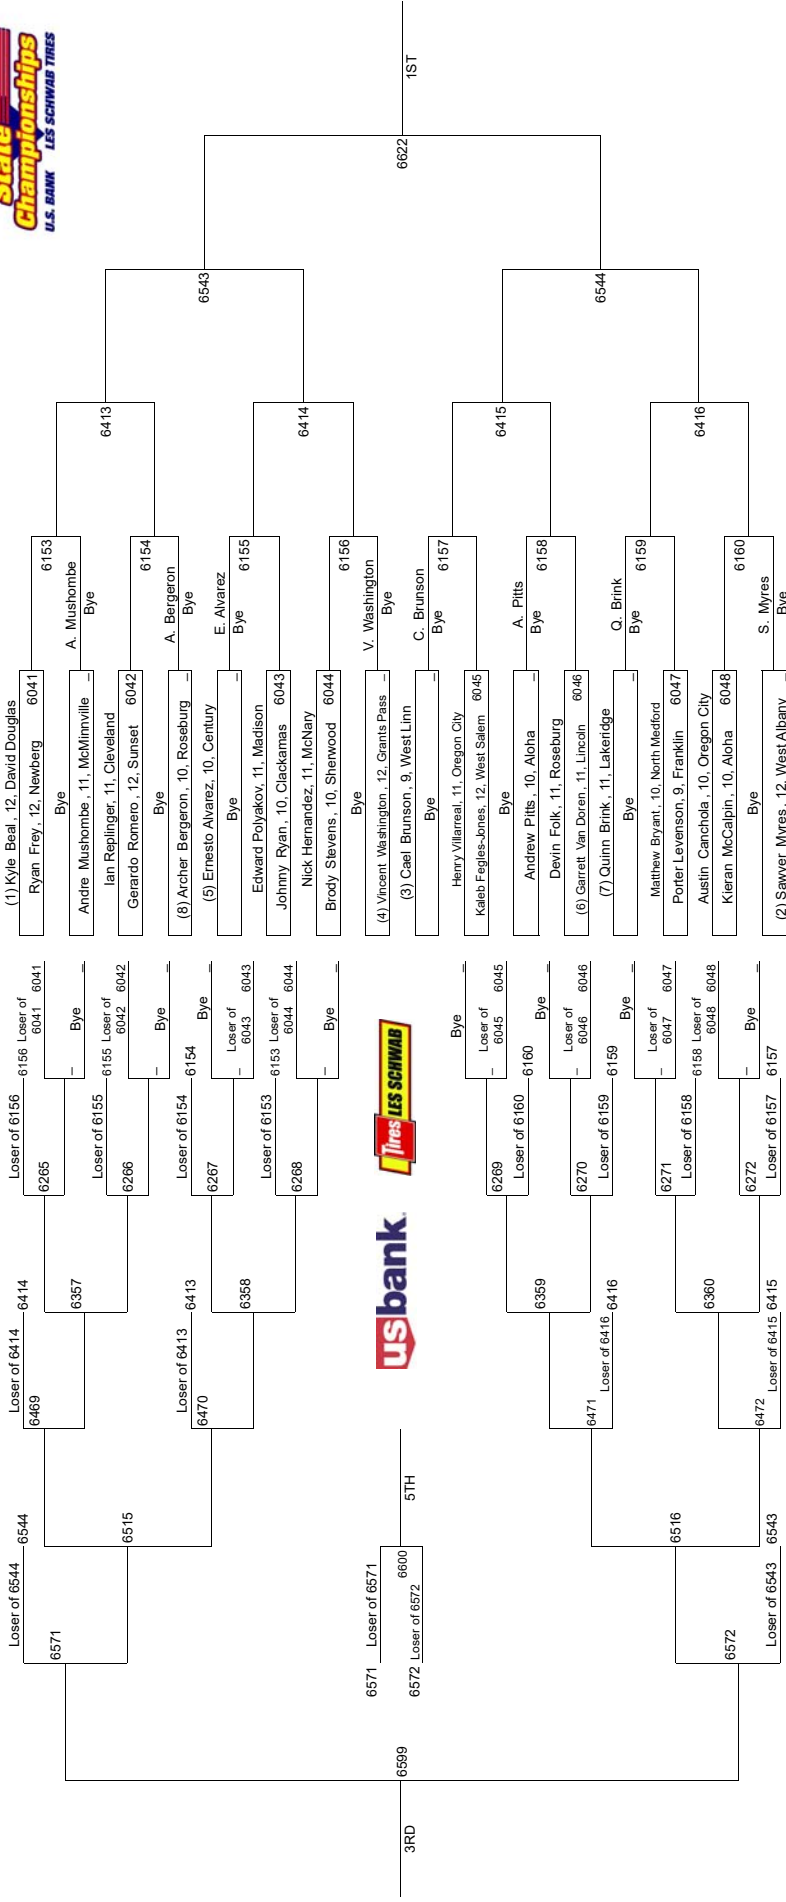 State
Championships
U.S. BANK LES SCHWAB TIRES
(1) Kyle Beal, 12, David Douglas
Ryan Frey, 12, Newberg 6041
Bye
Andre Mushombe, 11, McMinnville –
Ian Replinger, 11, Cleveland
Gerardo Romero, 12, Sunset 6042
Bye
(8) Archer Bergeron, 10, Roseburg –
(5) Ernesto Alvarez, 10, Century
Bye –
Edward Polyakov, 11, Madison
Johnny Ryan, 10, Clackamas 6043
Nick Hernandez, 11, McNary
Brody Stevens, 10, Sherwood 6044
Bye
(4) Vincent Washington, 12, Grants Pass –
(3) Cael Brunson, 9, West Linn
Bye –
Henry Villarreal, 11, Oregon City
Kaleb Fegles-Jones, 12, West Salem 6045
Bye
Andrew Pitts, 10, Aloha –
Devin Folk, 11, Roseburg
(6) Garrett Van Doren, 11, Lincoln 6046
(7) Quinn Brink, 11, Lakeridge
Bye –
Matthew Bryant, 10, North Medford
Porter Levenson, 9, Franklin 6047
Austin Canchola, 10, Oregon City
Kieran McCalpin, 10, Aloha 6048
Bye
(2) Sawyer Myres, 12, West Albany –
6153
A. Mushombe
Bye
6154
A. Bergeron
Bye
E. Alvarez
Bye
6155
6156
V. Washington
Bye
C. Brunson
Bye
6157
A. Pitts
Bye
6158
Q. Brink
Bye
6159
6160
S. Myres
Bye
6413
6414
6415
6416
6543
6544
6622
1ST
Loser of
6041 6041
Bye –
Loser of
6042 6042
Bye –
Bye –
Loser of
6043 6043
Loser of
6044 6044
Bye –
Bye –
Loser of
6045 6045
Bye –
Loser of
6046 6046
Bye –
Loser of
6047 6047
Loser of
6048 6048
Bye –
Loser of 6156 6156
–
6265
Loser of 6155 6155
–
6266
Loser of 6154 6154
–
6267
Loser of 6153 6153
–
6268
–
6269
Loser of 6160 6160
–
6270
Loser of 6159 6159
–
6271
Loser of 6158 6158
–
6272
Loser of 6157 6157
Loser of 6414 6414
6357
Loser of 6413 6413
6358
6359
Loser of 6416 6416
6360
Loser of 6415 6415
6469
6470
6471
6472
Loser of 6544 6544
6515
6516
Loser of 6543 6543
6571
6572
6599
3RD
6571 Loser of 6571
6572 Loser of 6572
6600
5TH
usbank
Tires LES SCHWAB